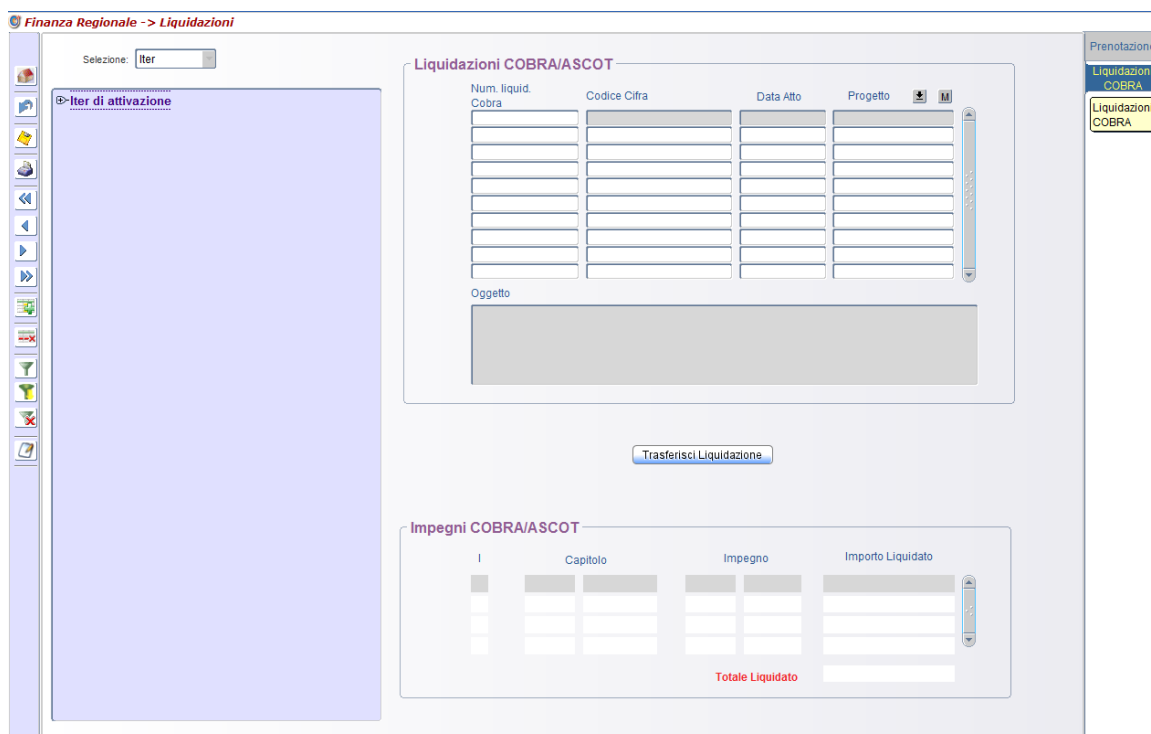 Finanza Regionale -> Liquidazioni
Selezione: Iter
Iter di attivazione
Liquidazioni COBRA/ASCOT
Num. liquid.
Cobra
Codice Cifra
Data Atto
Progetto
M
Oggetto
Trasferisci Liquidazione
Impegni COBRA/ASCOT
I
Capitolo
Impegno
Importo Liquidato
Totale Liquidato
Prenotazione
Liquidazion
COBRA
Liquidazion
COBRA